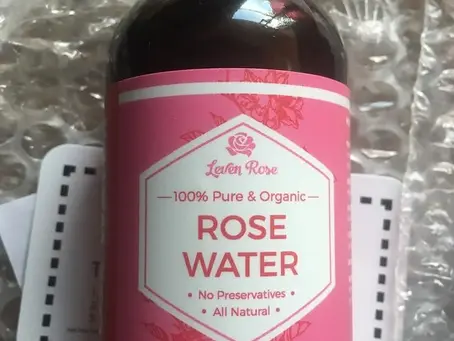 Leven Rose
100% Pure & Organic
ROSE
WATER
• No Preservatives •
• All Natural •